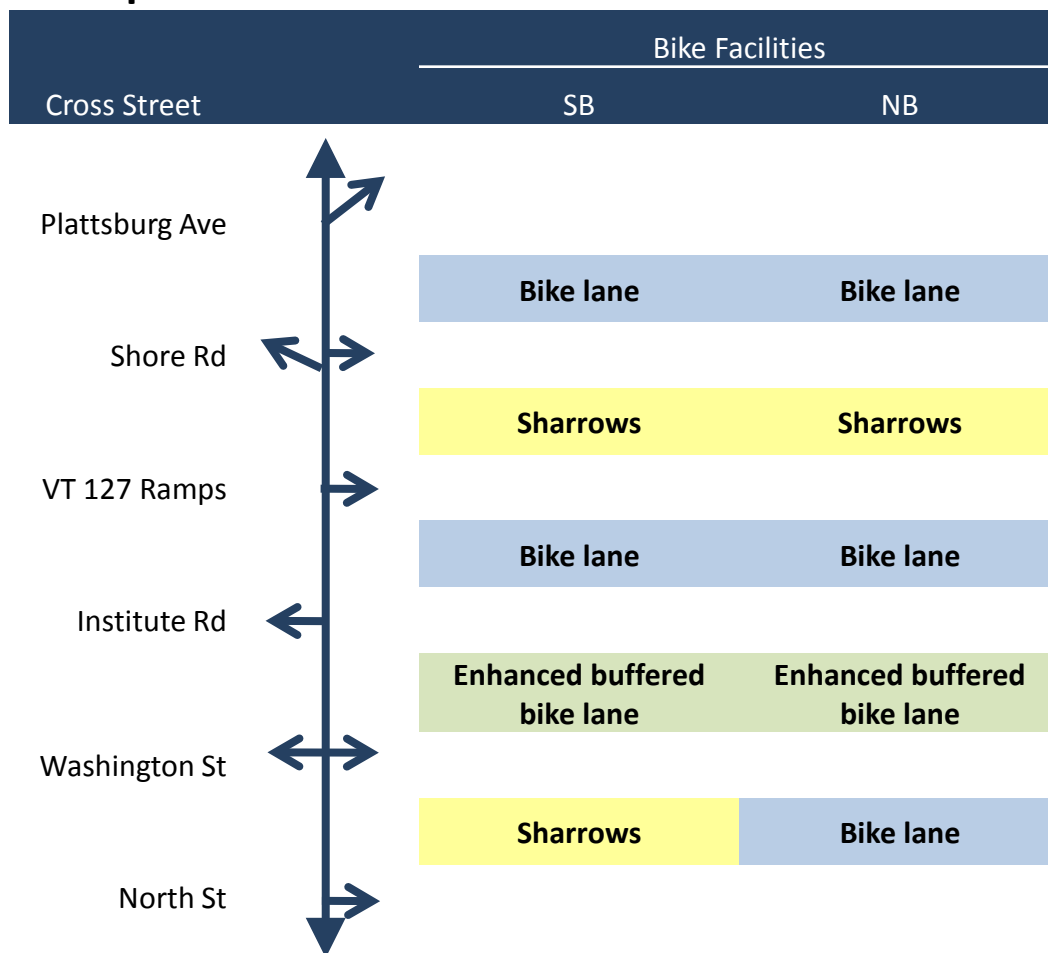 Bike Facilities
Cross Street SB NB
Plattsburg Ave
Bike lane Bike lane
Shore Rd
Sharrows Sharrows
VT 127 Ramps
Bike lane Bike lane
Institute Rd
Enhanced buffered Enhanced buffered
bike lane bike lane
Washington St
Sharrows Bike lane
North St